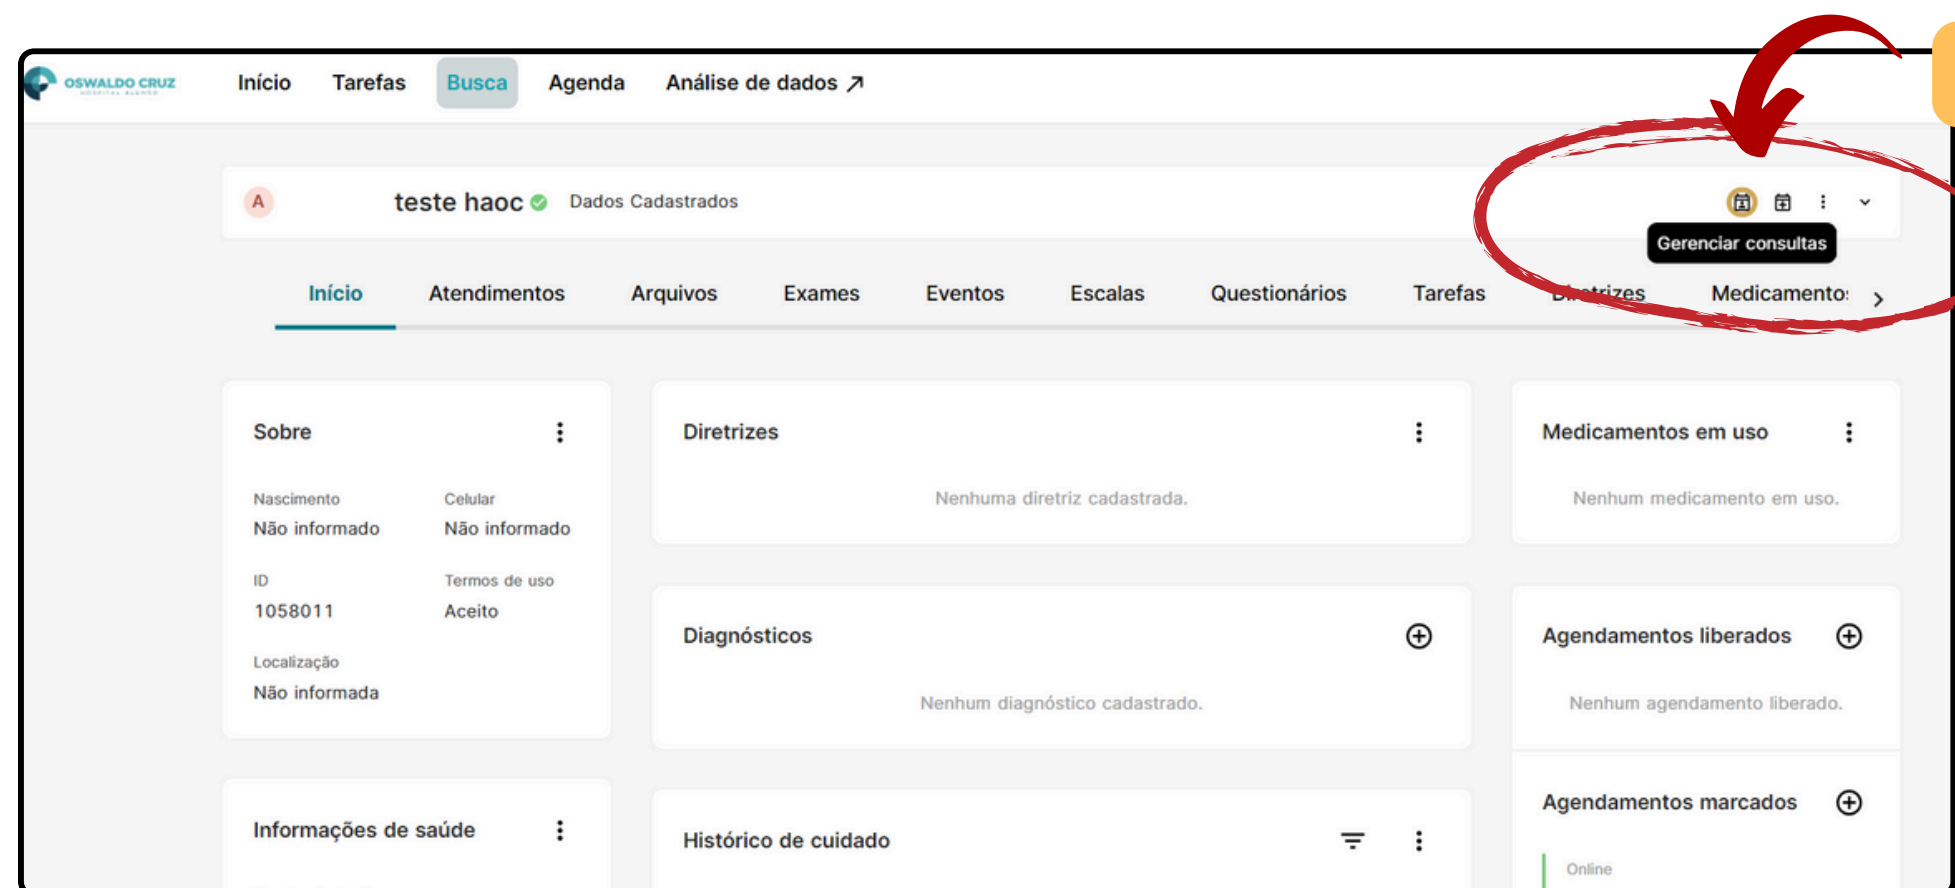 OSWALDO CRUZ
HOSPITAL ALEMÃO
Início Tarefas Busca Agenda Análise de dados
A teste haoc Dados Cadastrados
Gerenciar consultas
Início Atendimentos Arquivos Exames Eventos Escalas Questionários Tarefas Diretrizes Medicamento
Sobre
Nascimento Celular
Não informado Não informado
ID Termos de uso
1058011 Aceito
Localização
Não informada
Diretrizes
Nenhuma diretriz cadastrada.
Medicamentos em uso
Nenhum medicamento em uso.
Diagnósticos
Nenhum diagnóstico cadastrado.
Agendamentos liberados
Nenhum agendamento liberado.
Informações de saúde
Histórico de cuidado
Agendamentos marcados
Online